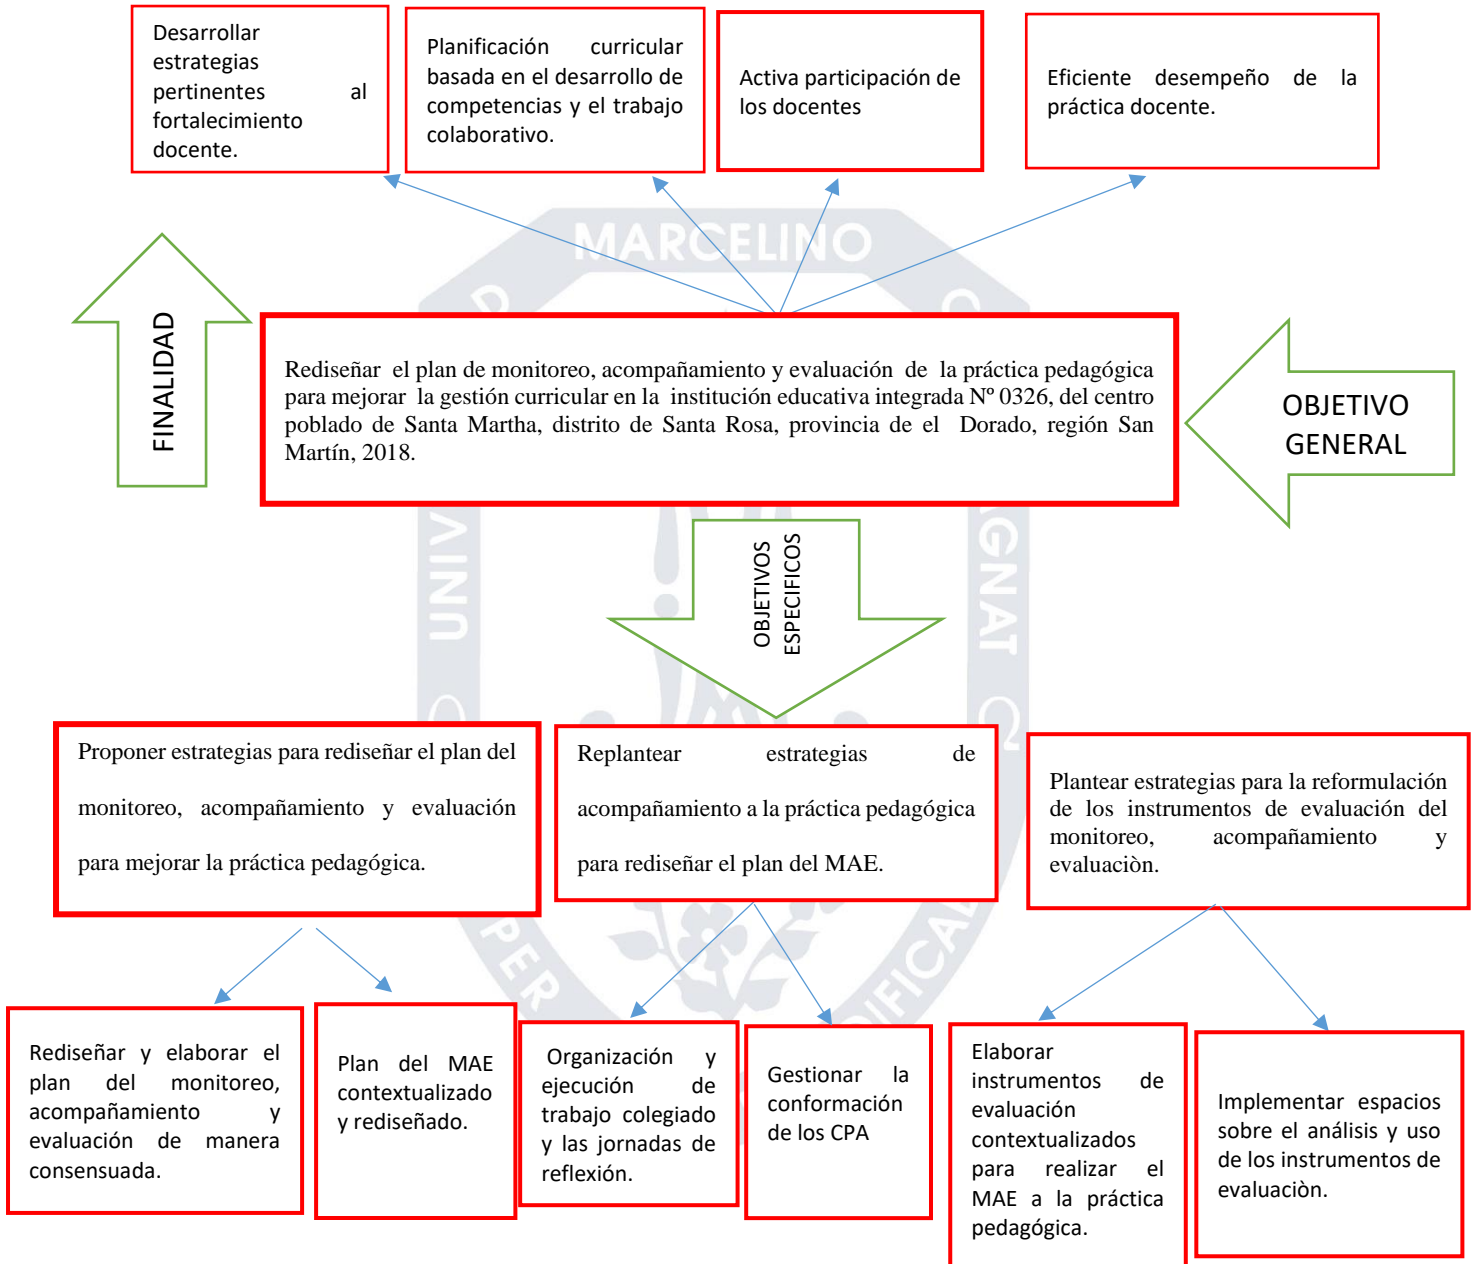 Desarrollar
estrategias
pertinentes al
fortalecimiento
docente.
Planificación curricular
basada en el desarrollo de
competencias y el trabajo
colaborativo.
Activa participación de
los docentes
Eficiente desempeño de la
práctica docente.
MARCELINO
FINALIDAD
Rediseñar el plan de monitoreo, acompañamiento y evaluación de la práctica pedagógica
para mejorar la gestión curricular en la institución educativa integrada Nº 0326, del centro
poblado de Santa Martha, distrito de Santa Rosa, provincia de el Dorado, región San
Martín, 2018.
OBJETIVO
GENERAL
UNIV
GNAT
OBJETIVOS
ESPECIFICOS
Proponer estrategias para rediseñar el plan del
monitoreo, acompañamiento y evaluación
para mejorar la práctica pedagógica.
Replantear estrategias de
acompañamiento a la práctica pedagógica
para rediseñar el plan del MAE.
Plantear estrategias para la reformulación
de los instrumentos de evaluación del
monitoreo, acompañamiento y
evaluaciòn.
PER
DIFICAL
Rediseñar y elaborar el
plan del monitoreo,
acompañamiento y
evaluación de manera
consensuada.
Plan del MAE
contextualizado
y rediseñado.
Organización y
ejecución de
trabajo colegiado
y las jornadas de
reflexión.
Gestionar la
conformación
de los CPA
Elaborar
instrumentos de
evaluación
contextualizados
para realizar el
MAE a la práctica
pedagógica.
Implementar espacios
sobre el análisis y uso
de los instrumentos de
evaluaciòn.